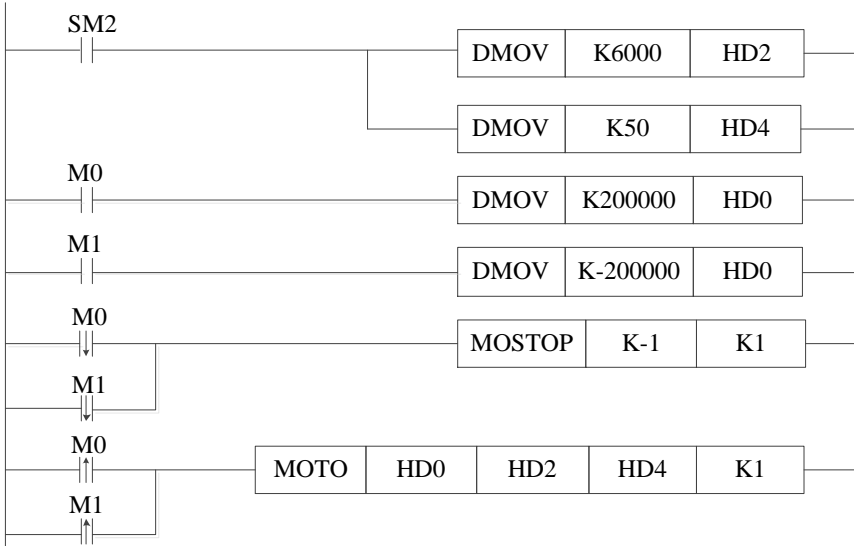 SM2
DMOV K6000 HD2
DMOV K50 HD4
M0
DMOV K200000 HD0
M1
DMOV K-200000 HD0
M0
MOSTOP K-1 K1
M1
M0
MOTO HD0 HD2 HD4 K1
M1